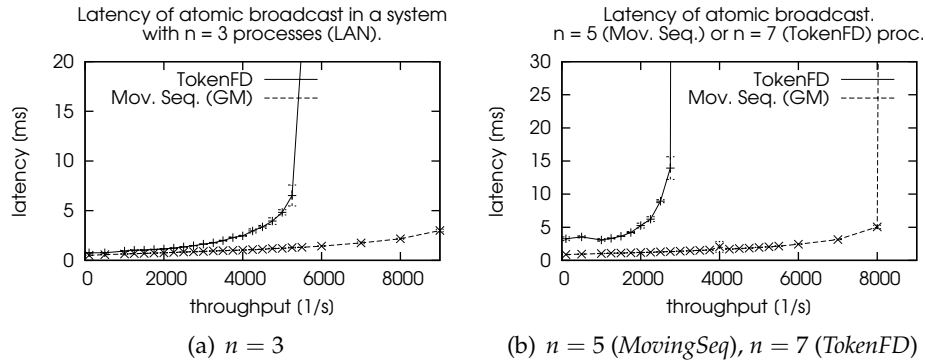 Latency of atomic broadcast in a system
with n = 3 processes (LAN).
20
15
10
5
0
latency [ms]
TokenFD
Mov. Seq. (GM)
0 2000 4000 6000 8000
throughput [1/s]
(a) n = 3
Latency of atomic broadcast.
n = 5 (Mov. Seq.) or n = 7 (TokenFD) proc.
30
25
20
15
10
5
0
latency [ms]
TokenFD
Mov. Seq. (GM)
0 2000 4000 6000 8000
throughput [1/s]
(b) n = 5 (MovingSeq), n = 7 (TokenFD)